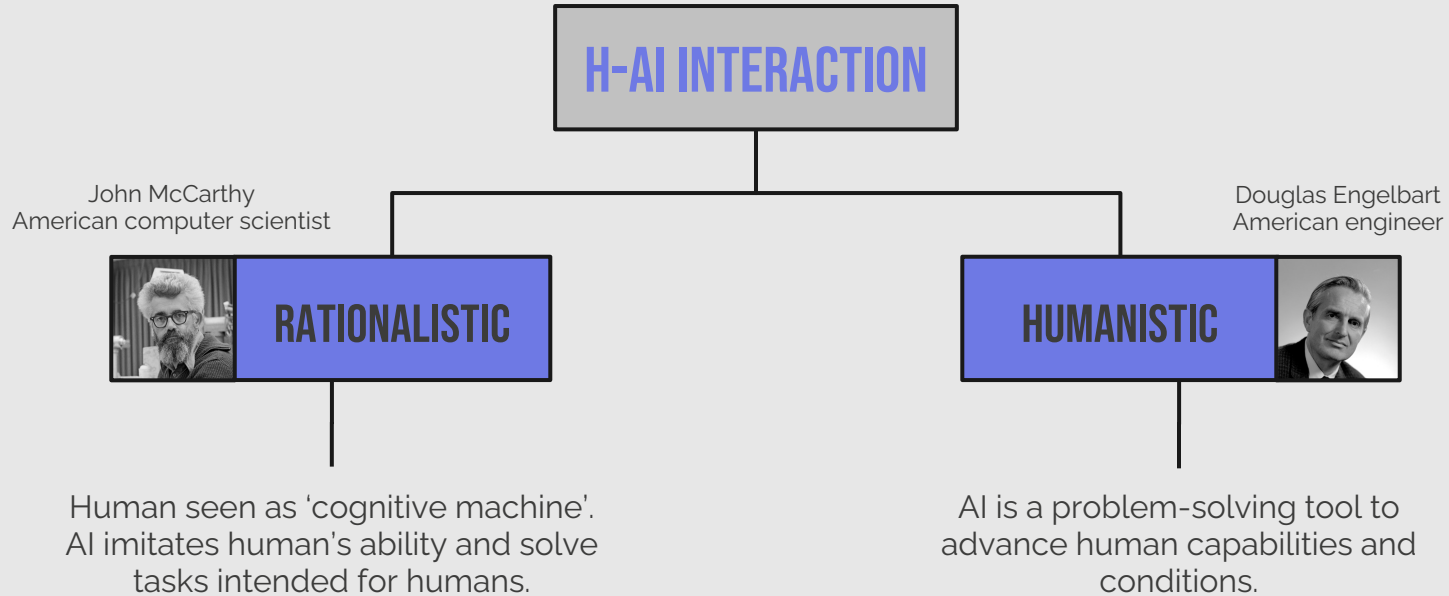 H-AI INTERACTION
John McCarthy
American computer scientist
Douglas Engelbart
American engineer
RATIONALISTIC
HUMANISTIC
Human seen as ‘cognitive machine’.
AI imitates human’s ability and solve
tasks intended for humans.
AI is a problem-solving tool to
advance human capabilities and
conditions.